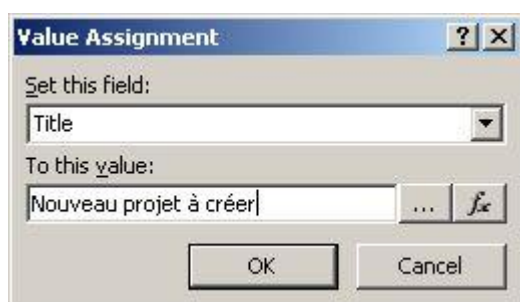 Value Assignment
Set this field:
Title
To this value:
Nouveau projet à créer
... fx
OK Cancel